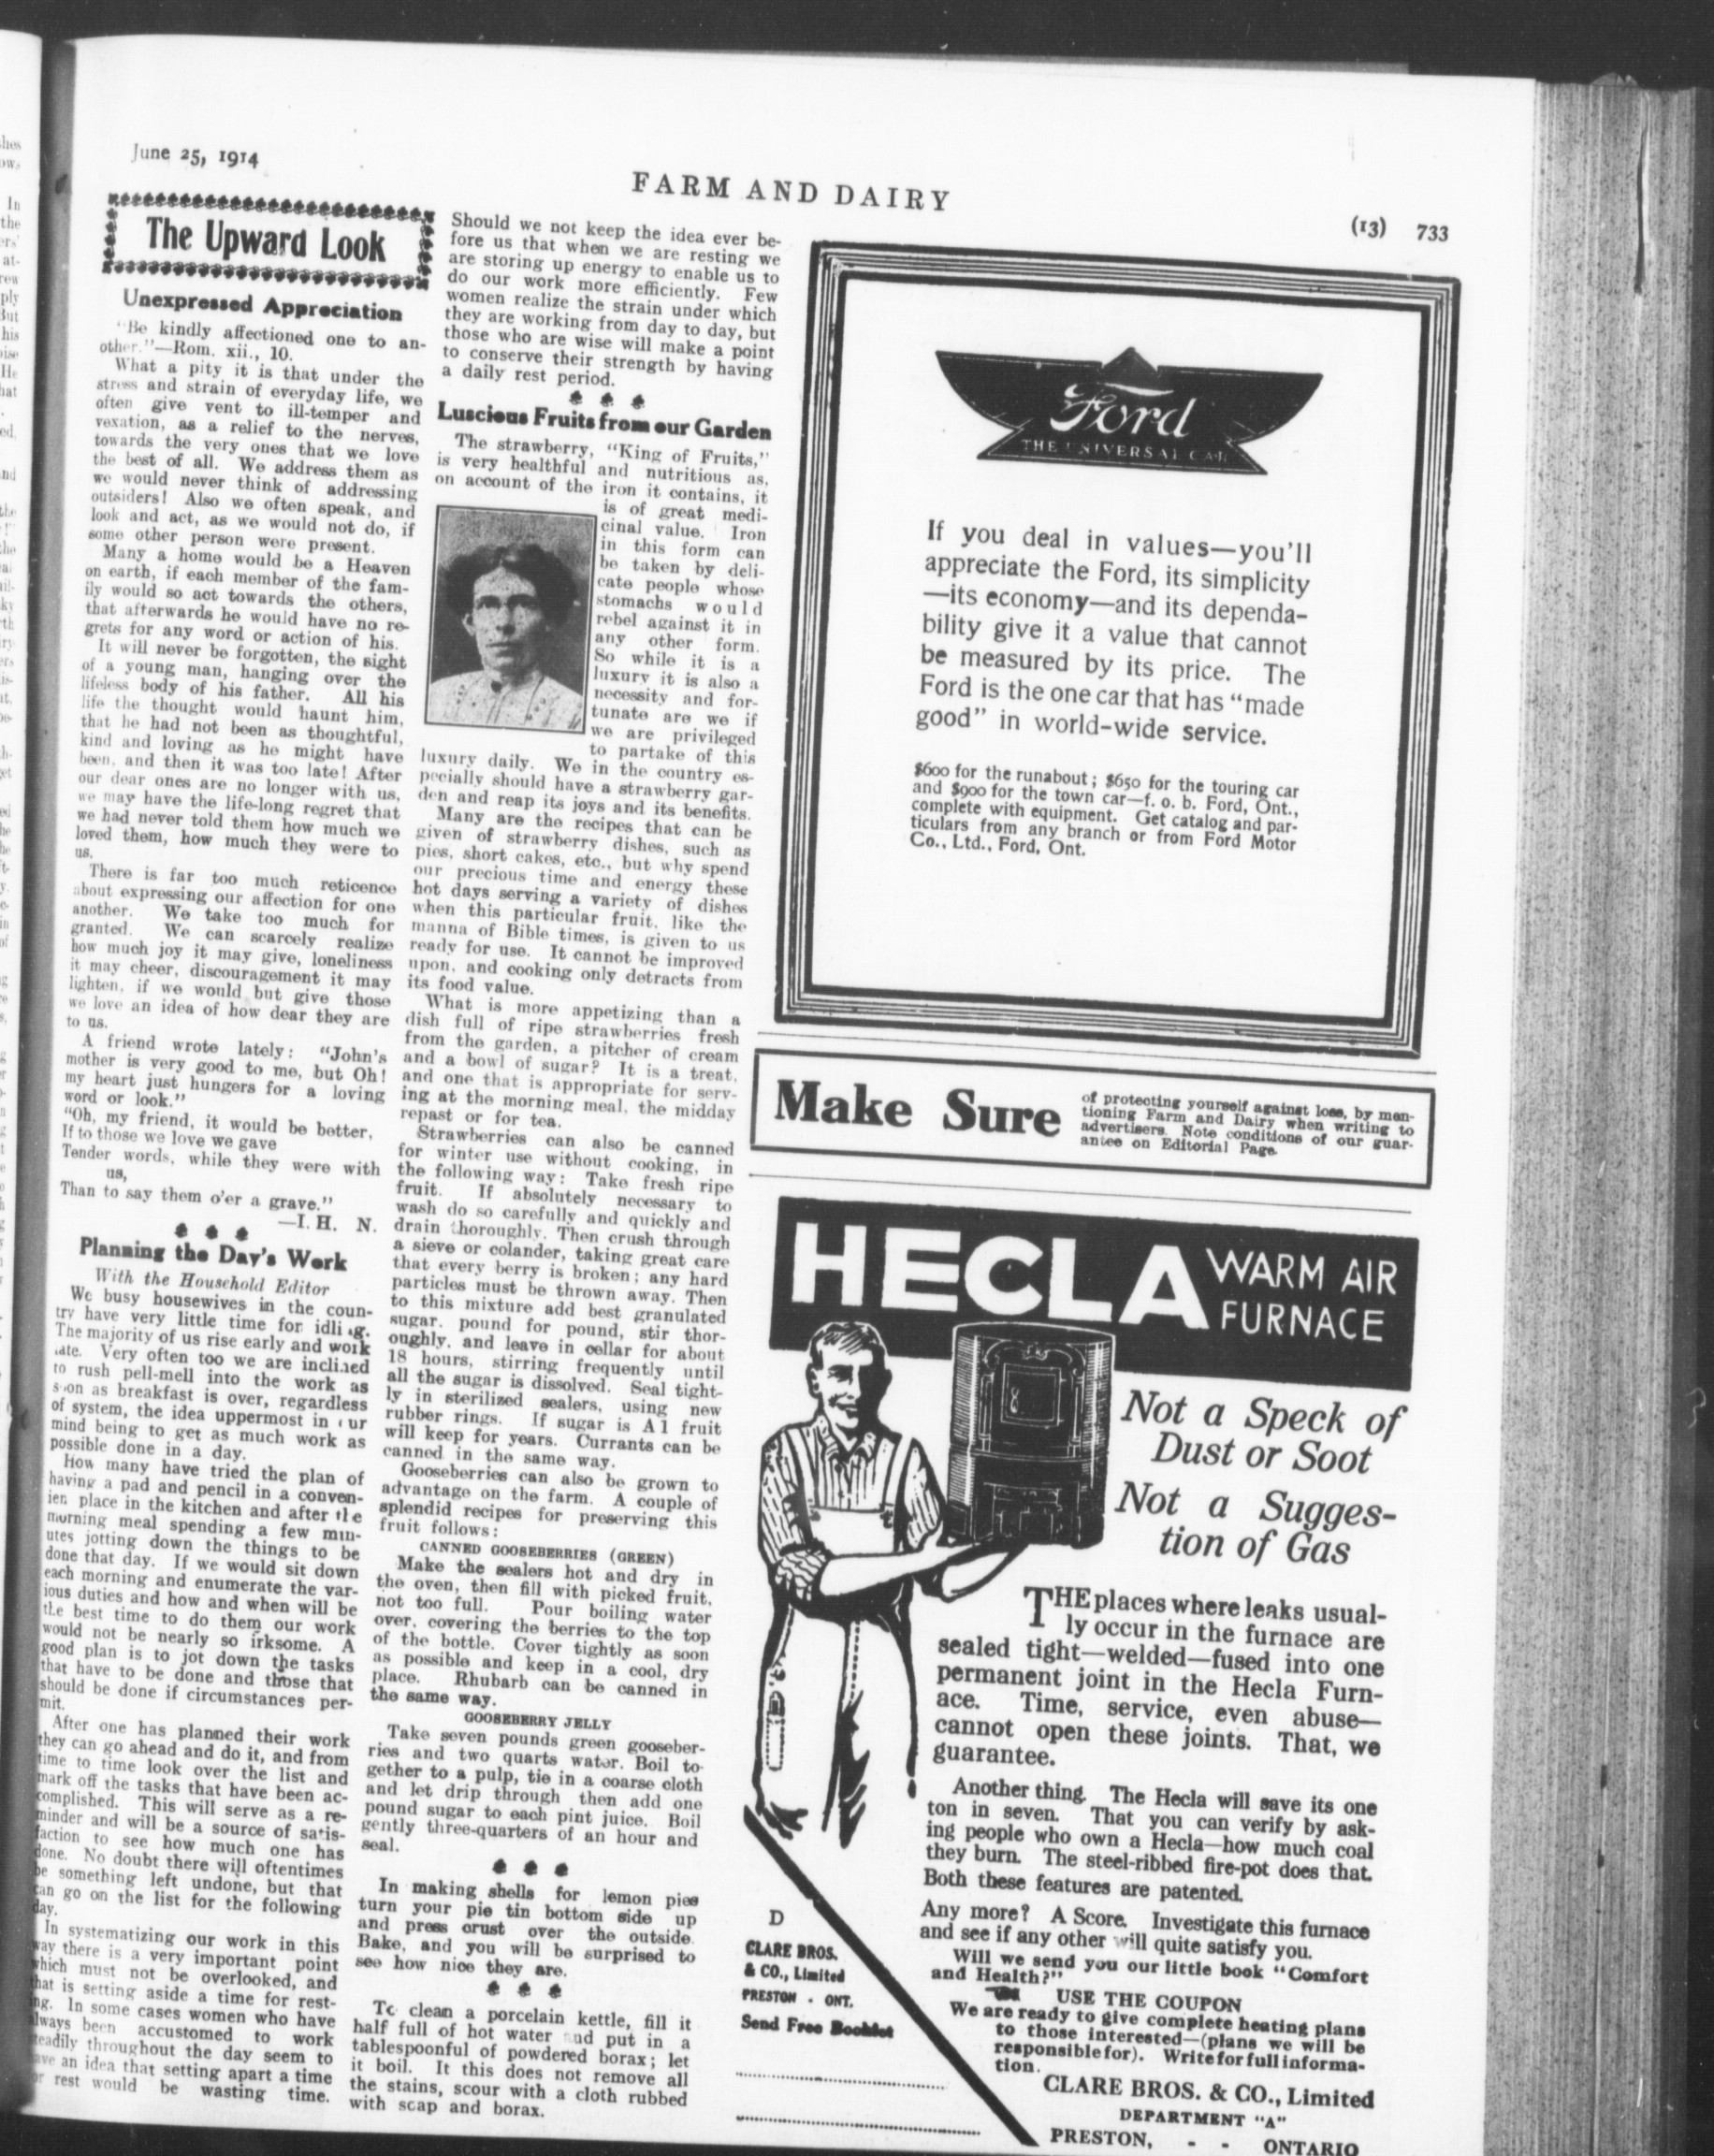 June 25, 1914
FARM AND DAIRY
(13) 733
The Upward Look
Unexpressed Appreciation
"Be kindly affectioned one to an-
other."—Rom. xii., 10.
What a pity it is that under the
stress and strain of everyday life, we
often give vent to ill-temper and
vexation, as a relief to the nerves,
towards the very ones that we love
the best of all. We address them as
we would never think of addressing
outsiders! Also we often speak, and
look and act, as we would not do, if
some other person were present.
Many a home would be a Heaven
on earth, if each member of the fam-
ily would so act towards the others,
that afterwards he would have no re-
grets for any word or action of his.
It will never be forgotten, the sight
of a young man, hanging over the
lifeless body of his father. All his
life the thought would haunt him,
that he had not been as thoughtful,
kind and loving as he might have
been, and then it was too late! After
our dear ones are no longer with us,
we may have the life-long regret that
we had never told them how much we
loved them, how much they were to
us.
There is far too much reticence
about expressing our affection for one
another. We take too much for
granted. We can scarcely realize
how much joy it may give, loneliness
it may cheer, discouragement it may
lighten, if we would but give those
we love an idea of how dear they are
to us.
A friend wrote lately: "John's
mother is very good to me, but Oh!
my heart just hungers for a loving
word or look."
"Oh, my friend, it would be better,
If to those we love we gave
Tender words, while they were with
us,
Than to say them o'er a grave."
—I. H. N.
Planning the Day's Work
With the Household Editor
We busy housewives in the coun-
try have very little time for idling.
The majority of us rise early and work
late. Very often too we are inclined
to rush pell-mell into the work as
soon as breakfast is over, regardless
of system, the idea uppermost in our
mind being to get as much work as
possible done in a day.
How many have tried the plan of
having a pad and pencil in a conven-
ien place in the kitchen and after the
morning meal spending a few min-
utes jotting down the things to be
done that day. If we would sit down
each morning and enumerate the var-
ious duties and how and when will be
the best time to do them our work
would not be nearly so irksome. A
good plan is to jot down the tasks
that have to be done and those that
should be done if circumstances per-
mit.
After one has planned their work
they can go ahead and do it, and from
time to time look over the list and
mark off the tasks that have been ac-
complished. This will serve as a re-
minder and will be a source of satis-
faction to see how much one has
done. No doubt there will oftentimes
be something left undone, but that
can go on the list for the following
day.
In systematizing our work in this
way there is a very important point
which must not be overlooked, and
that is setting aside a time for rest-
ing. In some cases women who have
always been accustomed to work
steadily throughout the day seem to
have an idea that setting apart a time
or rest would be wasting time.
Should we not keep the idea ever be-
fore us that when we are resting we
are storing up energy to enable us to
do our work more efficiently. Few
women realize the strain under which
they are working from day to day, but
those who are wise will make a point
to conserve their strength by having
a daily rest period.
Luscious Fruits from our Garden
The strawberry, "King of Fruits,"
is very healthful and nutritious as,
on account of the iron it contains, it
is of great medi-
cinal value. Iron
in this form can
be taken by deli-
cate people whose
stomachs would
rebel against it in
any other form.
So while it is a
luxury it is also a
necessity and for-
tunate are we if
we are privileged
to partake of this
luxury daily. We in the country es-
pecially should have a strawberry gar-
den and reap its joys and its benefits.
Many are the recipes that can be
given of strawberry dishes, such as
pies, short cakes, etc., but why spend
our precious time and energy these
hot days serving a variety of dishes
when this particular fruit, like the
manna of Bible times, is given to us
ready for use. It cannot be improved
upon, and cooking only detracts from
its food value.
What is more appetizing than a
dish full of ripe strawberries fresh
from the garden, a pitcher of cream
and a bowl of sugar? It is a treat,
and one that is appropriate for serv-
ing at the morning meal, the midday
repast or for tea.
Strawberries can also be canned
for winter use without cooking, in
the following way: Take fresh ripe
fruit. If absolutely necessary to
wash do so carefully and quickly and
drain thoroughly. Then crush through
a sieve or colander, taking great care
that every berry is broken; any hard
particles must be thrown away. Then
to this mixture add best granulated
sugar, pound for pound, stir thor-
oughly, and leave in cellar for about
18 hours, stirring frequently until
all the sugar is dissolved. Seal tight-
ly in sterilized sealers, using new
rubber rings. If sugar is A1 fruit
will keep for years. Currants can be
canned in the same way.
Gooseberries can also be grown to
advantage on the farm. A couple of
splendid recipes for preserving this
fruit follows:
CANNED GOOSEBERRIES (GREEN)
Make the sealers hot and dry in
the oven, then fill with picked fruit,
not too full. Pour boiling water
over, covering the berries to the top
of the bottle. Cover tightly as soon
as possible and keep in a cool, dry
place. Rhubarb can be canned in
the same way.
GOOSEBERRY JELLY
Take seven pounds green gooseber-
ries and two quarts water. Boil to-
gether to a pulp, tie in a coarse cloth
and let drip through then add one
pound sugar to each pint juice. Boil
gently three-quarters of an hour and
seal.
In making shells for lemon pies
turn your pie tin bottom side up
and press crust over the outside.
Bake, and you will be surprised to
see how nice they are.
To clean a porcelain kettle, fill it
half full of hot water and put in a
tablespoonful of powdered borax; let
it boil. It this does not remove all
the stains, scour with a cloth rubbed
with soap and borax.
Ford
THE UNIVERSAL CAR
If you deal in values—you'll
appreciate the Ford, its simplicity
—its economy—and its dependa-
bility give it a value that cannot
be measured by its price. The
Ford is the one car that has "made
good" in world-wide service.
$600 for the runabout; $650 for the touring car
and $900 for the town car—f. o. b. Ford, Ont.,
complete with equipment. Get catalog and par-
ticulars from any branch or from Ford Motor
Co., Ltd., Ford, Ont.
Make Sure
of protecting yourself against loss, by men-
tioning Farm and Dairy when writing to
advertisers. Note conditions of our guar-
antee on Editorial Page.
HECLA WARM AIR
FURNACE
Not a Speck of
Dust or Soot
Not a Sugges-
tion of Gas
THE places where leaks usual-
ly occur in the furnace are
sealed tight—welded—fused into one
permanent joint in the Hecla Furn-
ace. Time, service, even abuse—
cannot open these joints. That, we
guarantee.
Another thing. The Hecla will save its one
ton in seven. That you can verify by ask-
ing people who own a Hecla—how much coal
they burn. The steel-ribbed fire-pot does that.
Both these features are patented.
Any more? A Score. Investigate this furnace
and see if any other will quite satisfy you.
Will we send you our little book "Comfort
and Health?"
USE THE COUPON
We are ready to give complete heating plans
to those interested—(plans we will be
responsible for). Write for full informa-
tion.
CLARE BROS. & CO., Limited
DEPARTMENT "A"
PRESTON, - - ONTARIO
D
CLARE BROS.
& CO., Limited
PRESTON - ONT.
Send Free Booklet